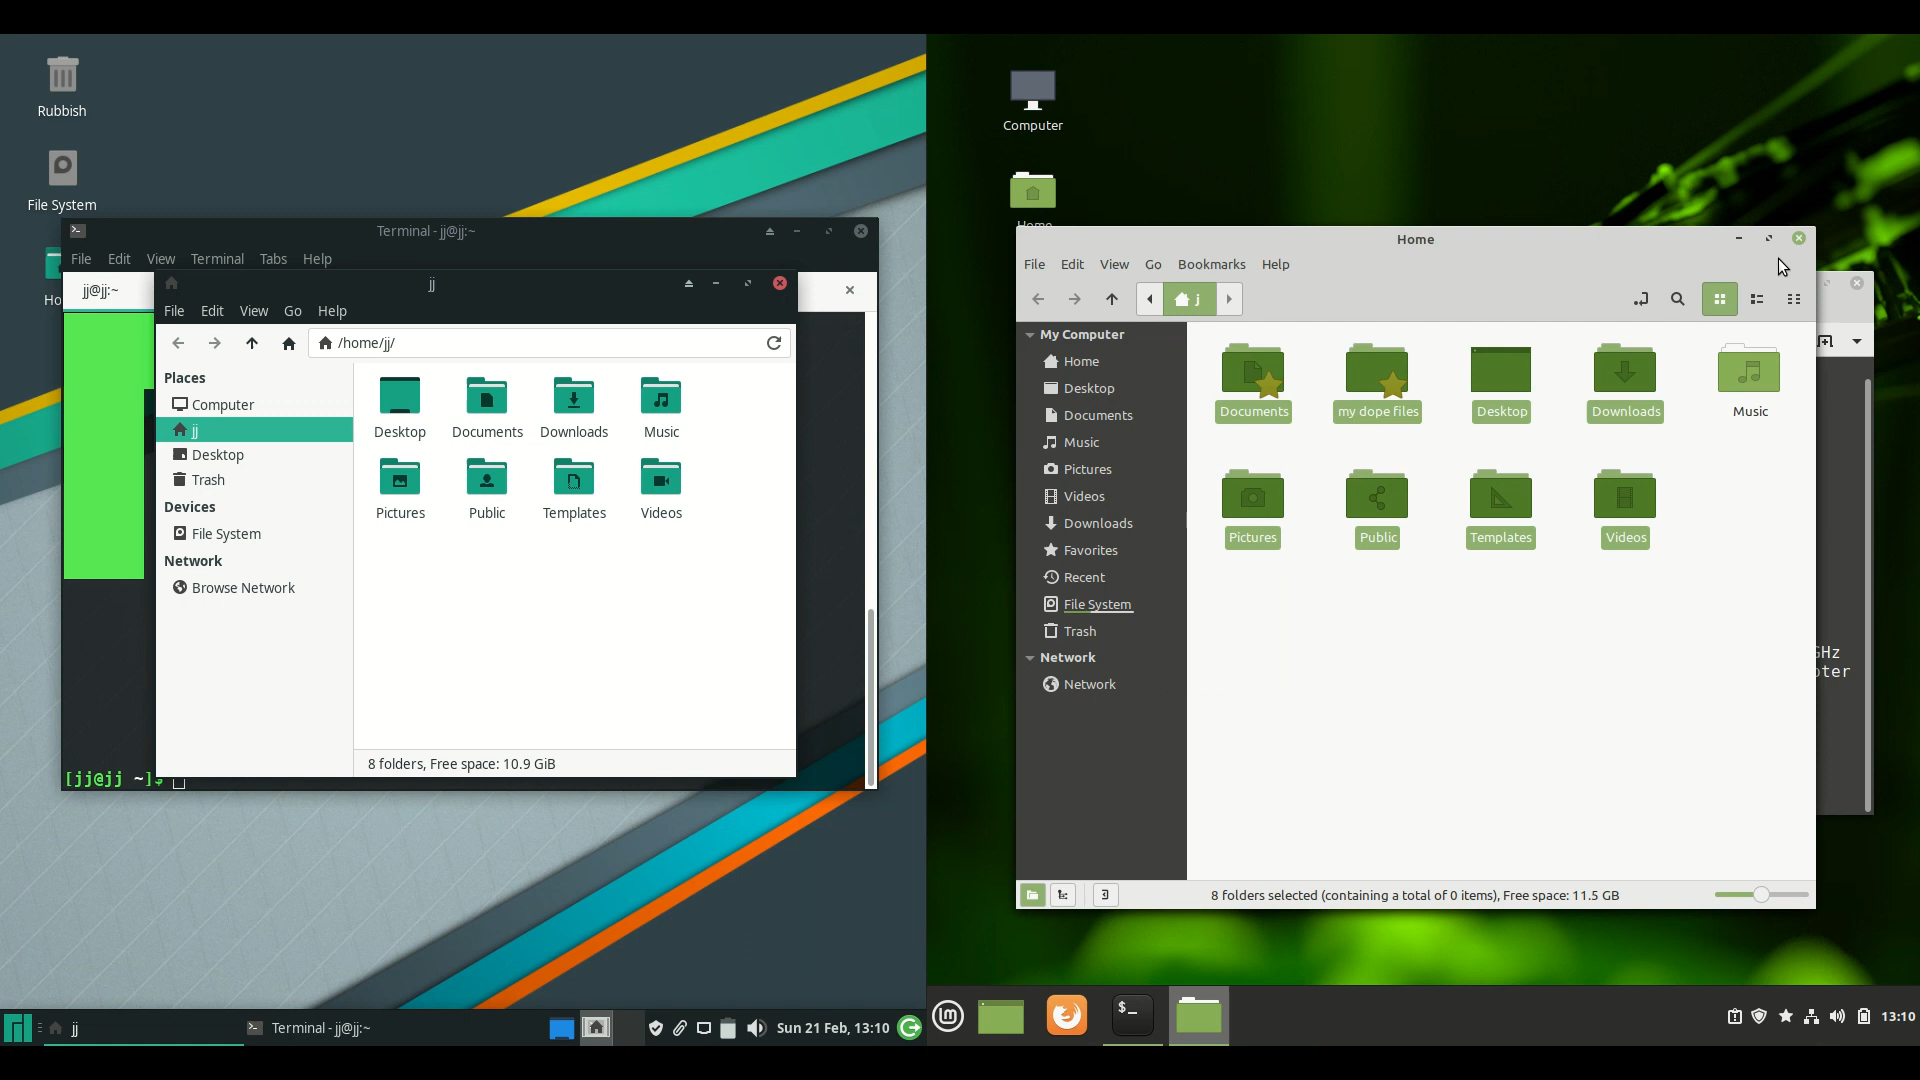 Rubbish
File System
Terminal - jj@jj:~
File Edit View Terminal Tabs Help
jj@jj:~
jj
File Edit View Go Help
/home/jj/
Places
Computer
jj
Desktop
Trash
Devices
File System
Network
Browse Network
Desktop Documents Downloads Music
Pictures Public Templates Videos
8 folders, Free space: 10.9 GiB
[jj@jj ~]$
jj
Terminal - jj@jj:~
Sun 21 Feb, 13:10
Computer
Home
Home
File Edit View Go Bookmarks Help
j
My Computer
Home
Desktop
Documents
Music
Pictures
Videos
Downloads
Favorites
Recent
File System
Trash
Network
Network
Documents my dope files Desktop Downloads Music
Pictures Public Templates Videos
8 folders selected (containing a total of 0 items), Free space: 11.5 GB
$_
lm
13:10